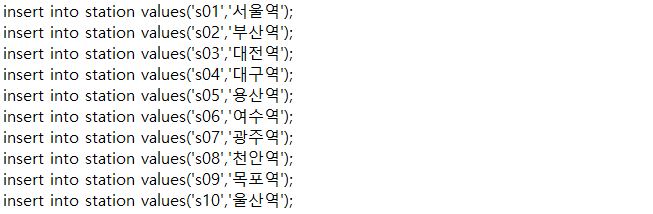 insert into station values('s01','서울역');
insert into station values('s02','부산역');
insert into station values('s03','대전역');
insert into station values('s04','대구역');
insert into station values('s05','용산역');
insert into station values('s06','여수역');
insert into station values('s07','광주역');
insert into station values('s08','천안역');
insert into station values('s09','목포역');
insert into station values('s10','울산역');